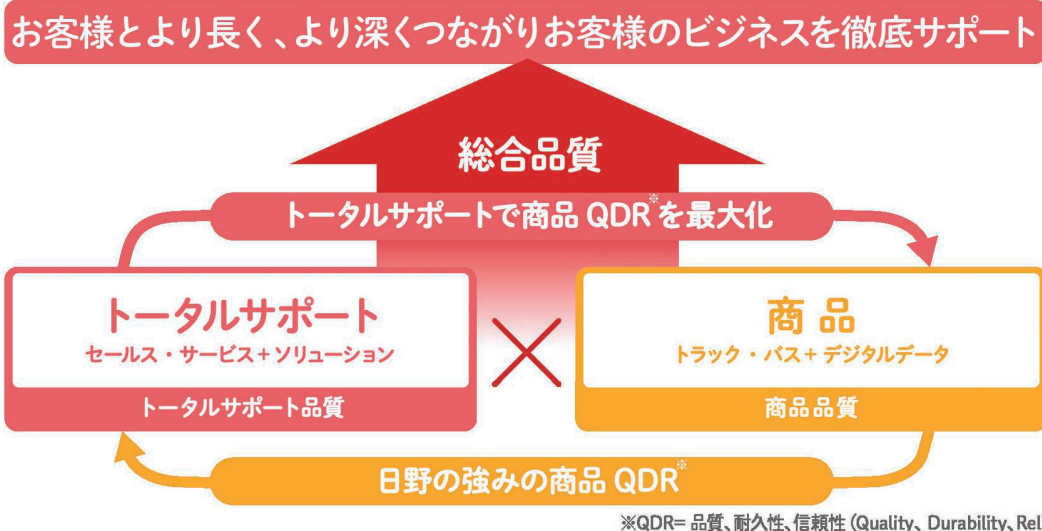 お客様とより長く、より深くつながりお客様のビジネスを徹底サポート
総合品質
トータルサポートで商品 QDR※を最大化
トータルサポート
セールス・サービス+ソリューション
トータルサポート品質
商品
トラック・バス+デジタルデータ
商品品質
日野の強みの商品 QDR※
※QDR= 品質、耐久性、信頼性 (Quality、Durability、Rel